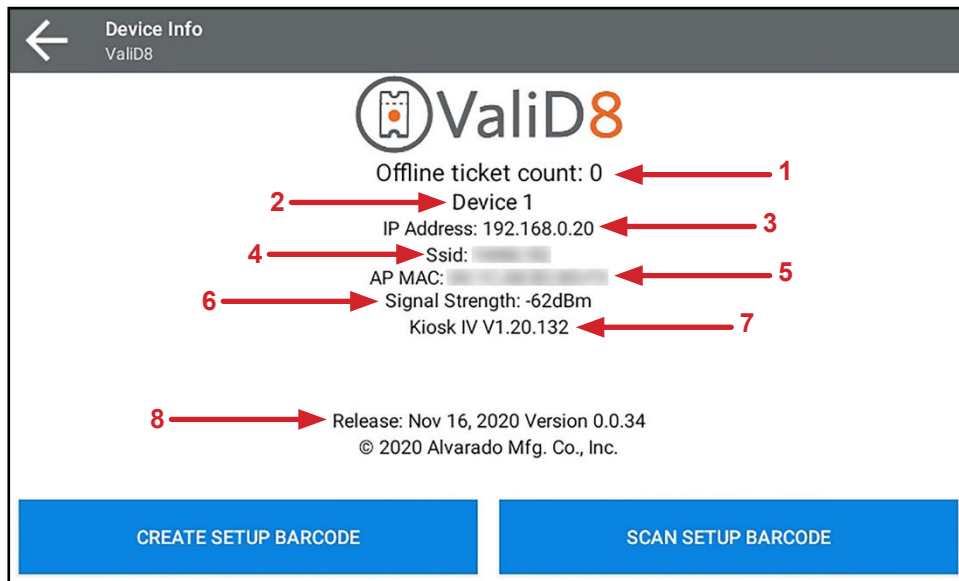 Device Info
ValiD8
ValiD8
Offline ticket count: 0
1
2
Device 1
IP Address: 192.168.0.20
3
4
Ssid:
AP MAC:
5
6
Signal Strength: -62dBm
Kiosk IV V1.20.132
7
8
Release: Nov 16, 2020 Version 0.0.34
© 2020 Alvarado Mfg. Co., Inc.
CREATE SETUP BARCODE
SCAN SETUP BARCODE